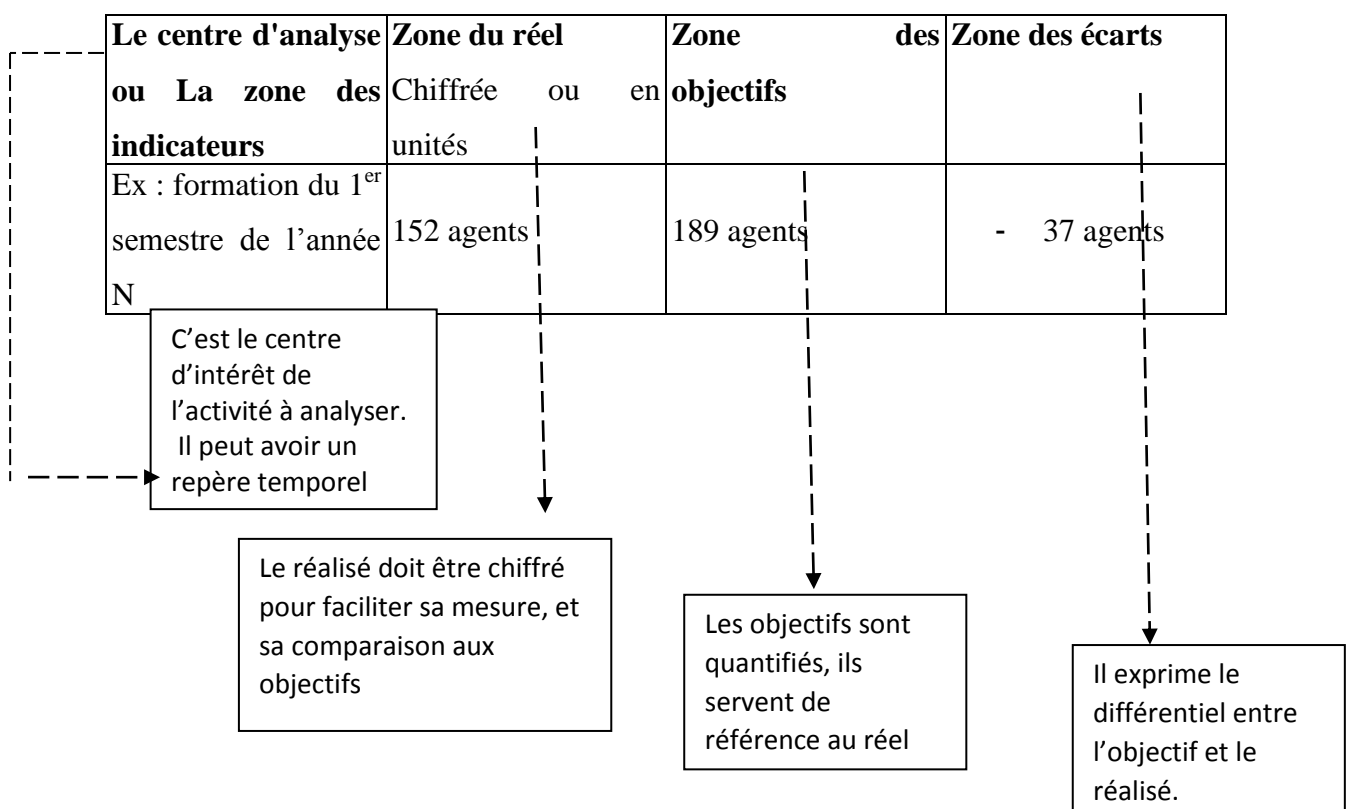 Le centre d'analyse
ou La zone des
indicateurs
Zone du réel
Chiffrée ou en
unités
Zone des
objectifs
Zone des écarts
Ex : formation du 1er
semestre de l’année
N
152 agents
189 agents
- 37 agents
C’est le centre
d’intérêt de
l’activité à analyser.
Il peut avoir un
repère temporel
Le réalisé doit être chiffré
pour faciliter sa mesure, et
sa comparaison aux
objectifs
Les objectifs sont
quantifiés, ils
servent de
référence au réel
Il exprime le
différentiel entre
l’objectif et le
réalisé.